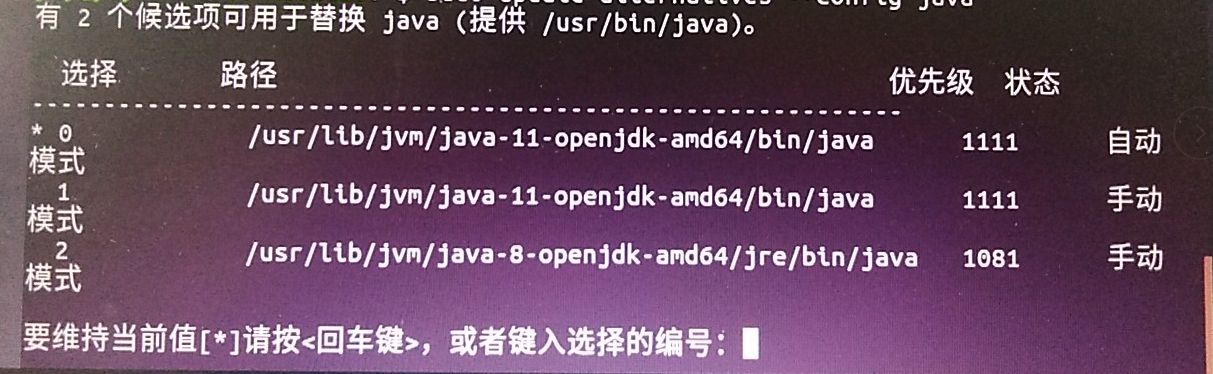 有 2 个候选项可用于替换 java (提供 /usr/bin/java)。
选择 路径 优先级 状态
------------------------------------------------------------
* 0 /usr/lib/jvm/java-11-openjdk-amd64/bin/java 1111 自动
模式
1 /usr/lib/jvm/java-11-openjdk-amd64/bin/java 1111 手动
模式
2 /usr/lib/jvm/java-8-openjdk-amd64/jre/bin/java 1081 手动
模式
要维持当前值[*]请按<回车键>，或者键入选择的编号：